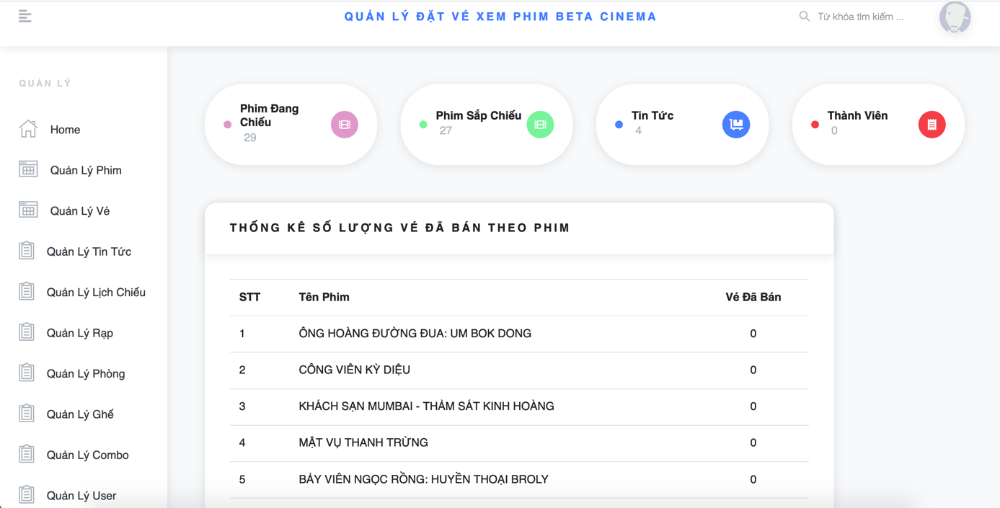 QUẢN LÝ ĐẶT VÉ XEM PHIM BETA CINEMA
Từ khóa tìm kiếm ...
QUẢN LÝ
Home
Quản Lý Phim
Quản Lý Vé
Quản Lý Tin Tức
Quản Lý Lịch Chiếu
Quản Lý Rạp
Quản Lý Phòng
Quản Lý Ghế
Quản Lý Combo
Quản Lý User
Phim Đang
Chiếu
29
Phim Sắp Chiếu
27
Tin Tức
4
Thành Viên
0
THỐNG KÊ SỐ LƯỢNG VÉ ĐÃ BÁN THEO PHIM
STT Tên Phim Vé Đã Bán
1 ÔNG HOÀNG ĐƯỜNG ĐUA: UM BOK DONG 0
2 CÔNG VIÊN KỲ DIỆU 0
3 KHÁCH SẠN MUMBAI - THẢM SÁT KINH HOÀNG 0
4 MẬT VỤ THANH TRỪNG 0
5 BẢY VIÊN NGỌC RỒNG: HUYỀN THOẠI BROLY 0